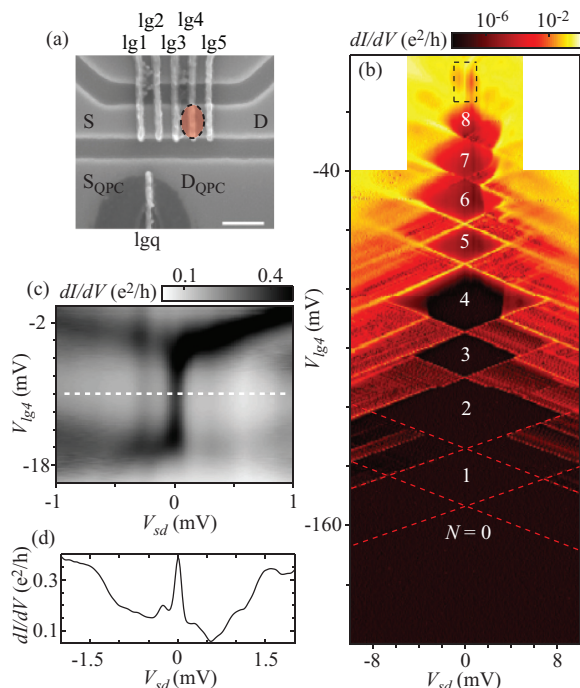 (a)
lg2 lg4
lg1 lg3 lg5
S D
S_QPC D_QPC
lgq
dI/dV (e²/h) 10⁻⁶ 10⁻²
(b)
8
7
-40
6
5
4
V_lg4 (mV)
3
2
1
-160
N = 0
-8 0 8
V_sd (mV)
(c) dI/dV (e²/h) 0.1 0.4
-2
V_lg4 (mV)
-18
-1 0 1
V_sd (mV)
(d)
dI/dV (e²/h)
0.3
0.1
-1.5 0 1.5
V_sd (mV)